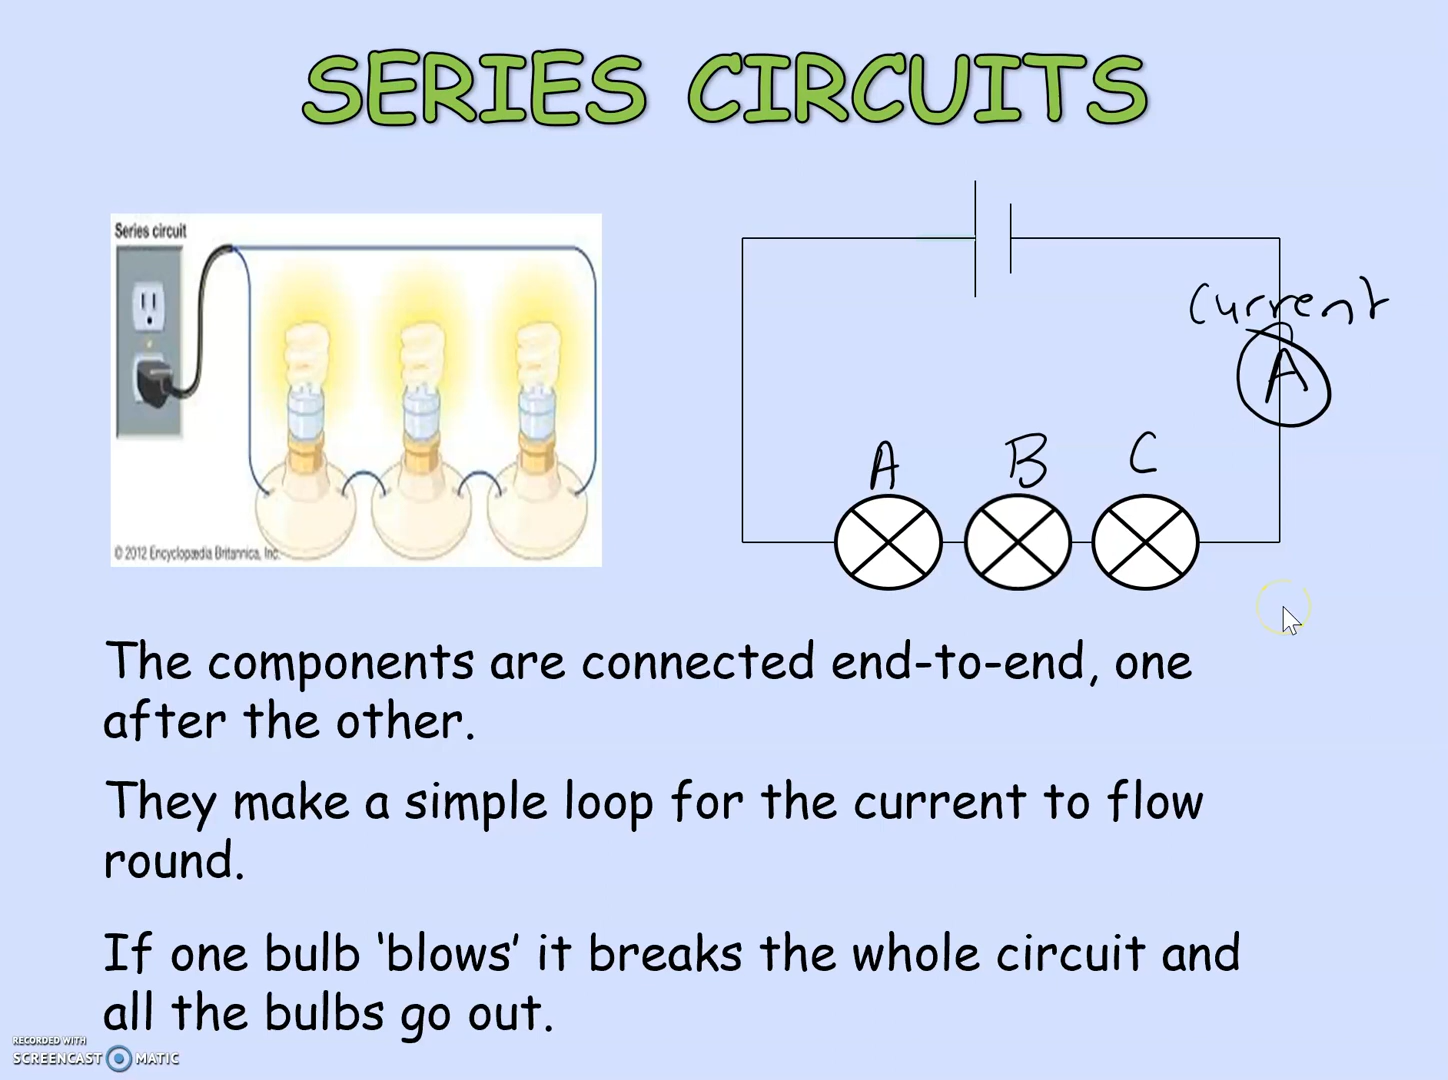 SERIES CIRCUITS
Series circuit
© 2012 Encyclopædia Britannica, Inc.
Current
A
A B C
The components are connected end-to-end, one
after the other.
They make a simple loop for the current to flow
round.
If one bulb ‘blows’ it breaks the whole circuit and
all the bulbs go out.
RECORDED WITH
SCREENCAST MATIC